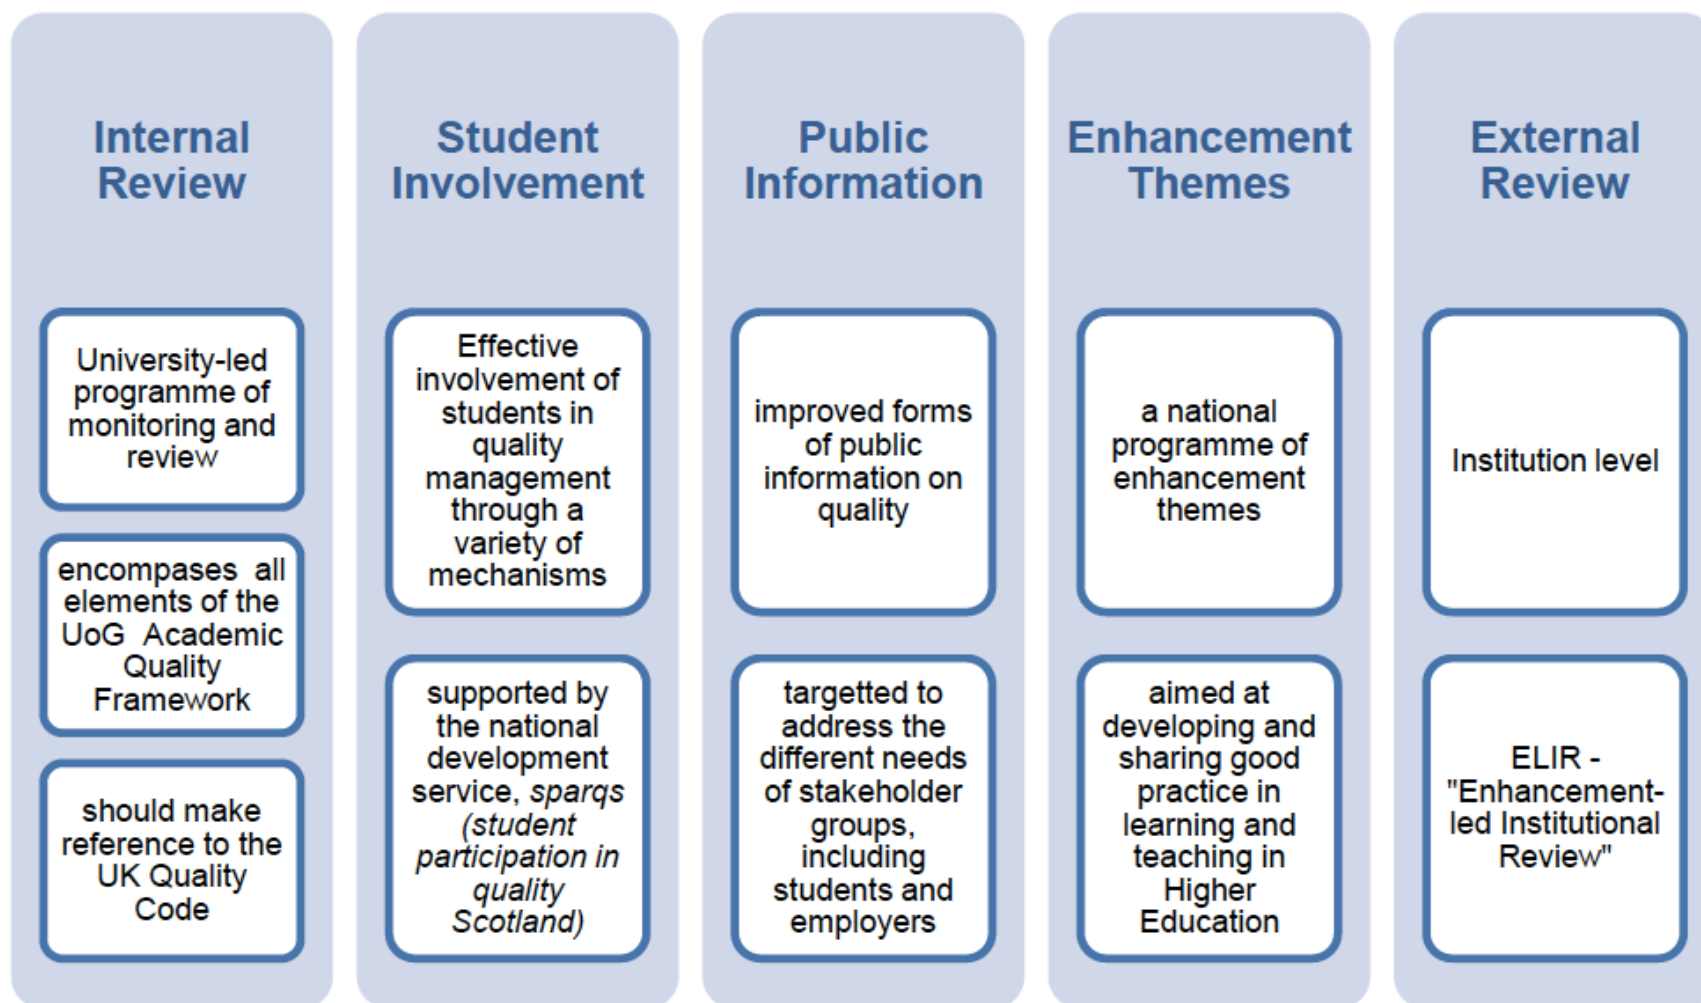 Internal
Review
University-led
programme of
monitoring and
review
encompases all
elements of the
UoG Academic
Quality
Framework
should make
reference to the
UK Quality
Code
Student
Involvement
Effective
involvement of
students in
quality
management
through a
variety of
mechanisms
supported by
the national
development
service, sparqs
(student
participation in
quality
Scotland)
Public
Information
improved forms
of public
information on
quality
targetted to
address the
different needs
of stakeholder
groups,
including
students and
employers
Enhancement
Themes
a national
programme of
enhancement
themes
aimed at
developing and
sharing good
practice in
learning and
teaching in
Higher
Education
External
Review
Institution level
ELIR -
"Enhancement-
led Institutional
Review"